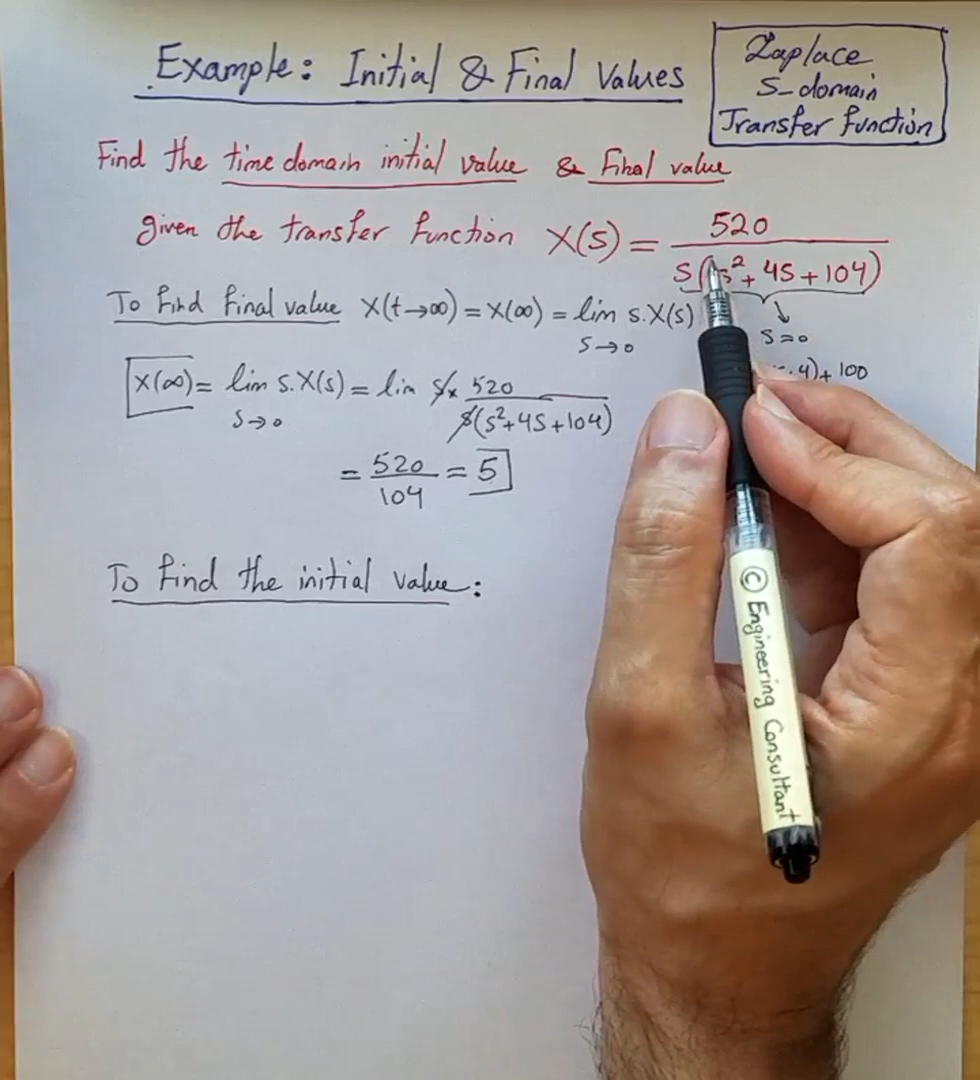 Example: Initial & Final Values
Laplace
S-domain
Transfer function
Find the time domain initial value & Final value
given the transfer function X(S) = 520
S(s² + 4S + 104)
To Find Final value X(t→∞) = X(∞) = lim S.X(s)
S→0
S=0
4)+100
X(∞) = lim S.X(s) = lim S× 520
S→0
S(S²+4S+104)
= 520 = 5
104
To find the initial value:
© Engineering Consultant